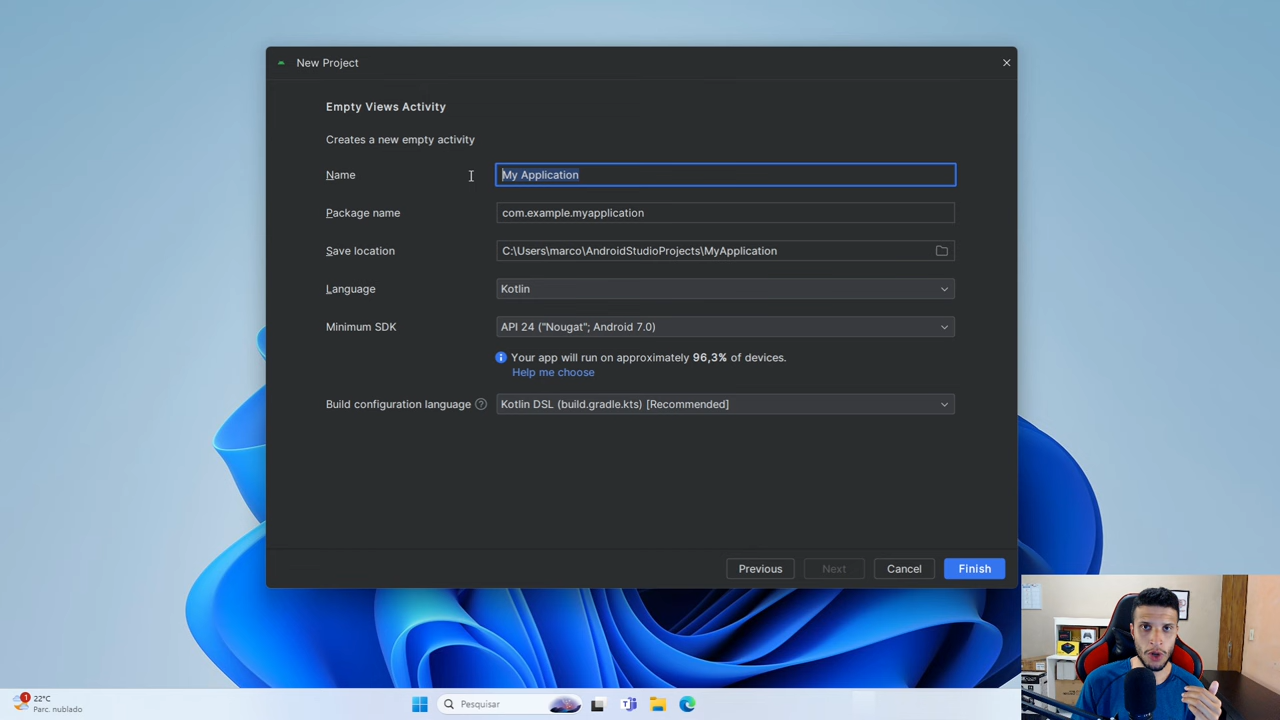 New Project
Empty Views Activity
Creates a new empty activity
Name
My Application
Package name
com.example.myapplication
Save location
C:\Users\marco\AndroidStudioProjects\MyApplication
Language
Kotlin
Minimum SDK
API 24 ("Nougat"; Android 7.0)
Your app will run on approximately 96,3% of devices.
Help me choose
Build configuration language ?
Kotlin DSL (build.gradle.kts) [Recommended]
Previous
Next
Cancel
Finish
1
22°C
Parc. nublado
Pesquisar